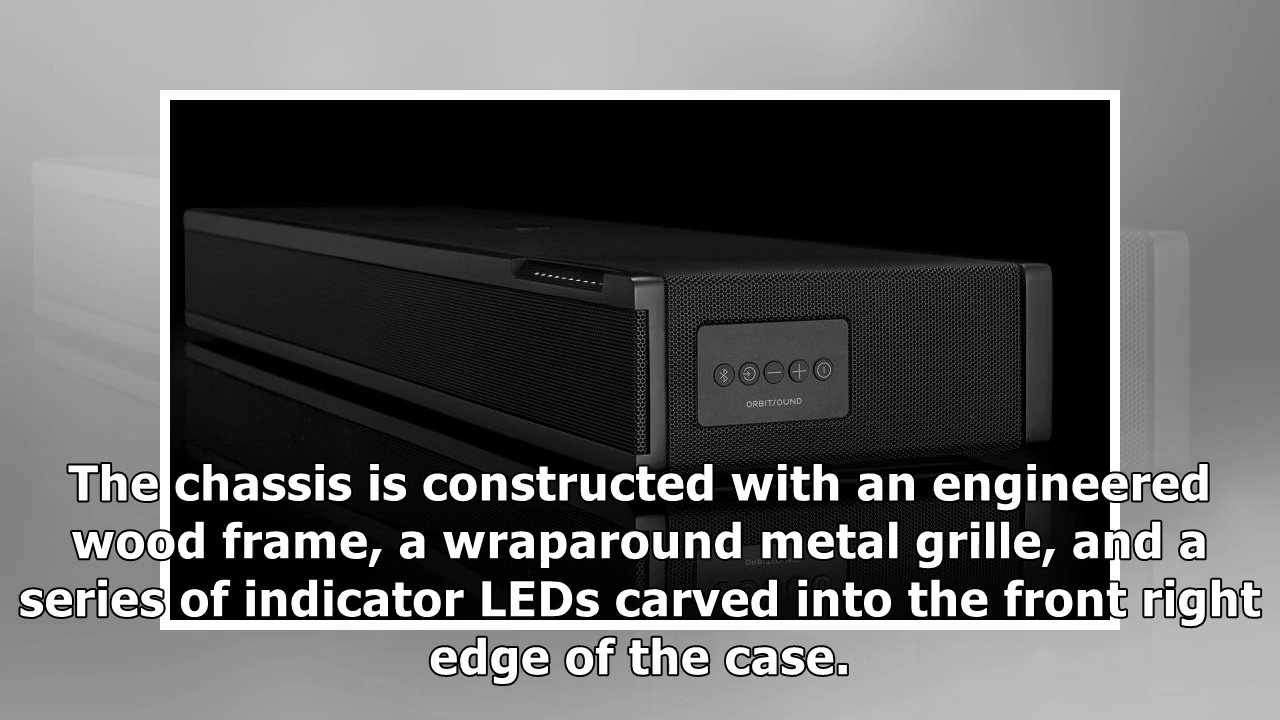 ORBITSOUND
The chassis is constructed with an engineered
wood frame, a wraparound metal grille, and a
series of indicator LEDs carved into the front right
edge of the case.